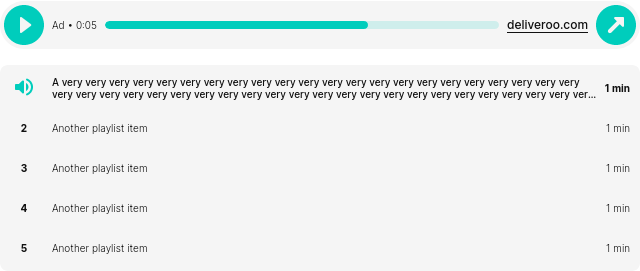 Ad • 0:05
deliveroo.com
A very very very very very very very very very very very very very very very very very very very very very very
very very very very very very very very very very very very very very very very very very very very very very ver...
1 min
2 Another playlist item 1 min
3 Another playlist item 1 min
4 Another playlist item 1 min
5 Another playlist item 1 min